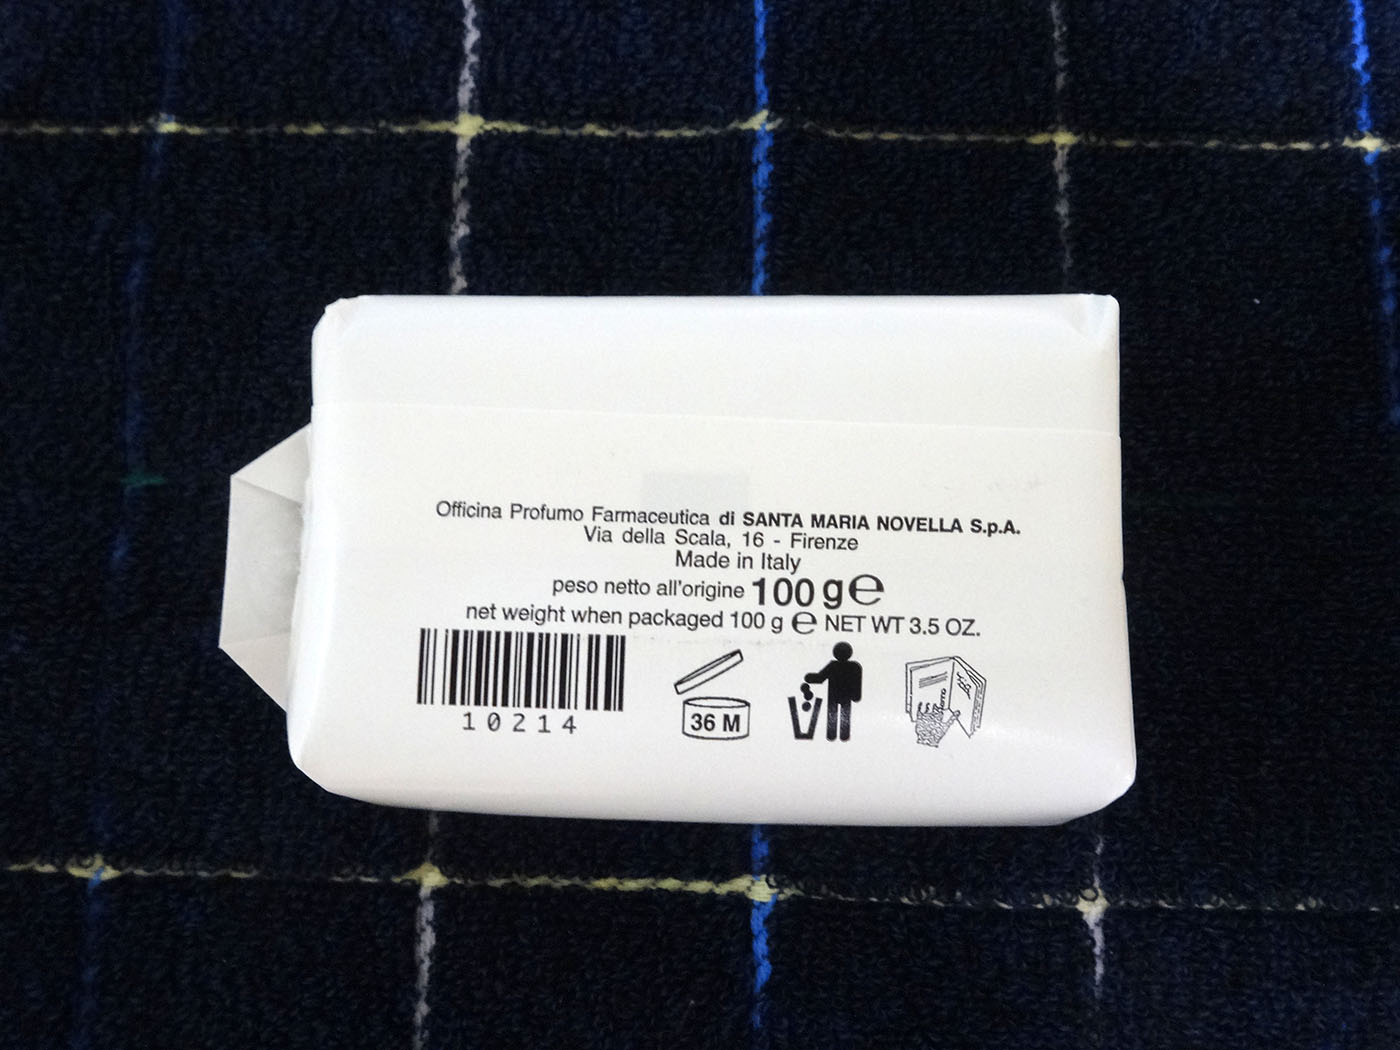 Officina Profumo Farmaceutica di SANTA MARIA NOVELLA S.p.A.
Via della Scala, 16 - Firenze
Made in Italy
peso netto all'origine 100 g ℮
net weight when packaged 100 g ℮ NET WT 3.5 OZ.
10214
36 M